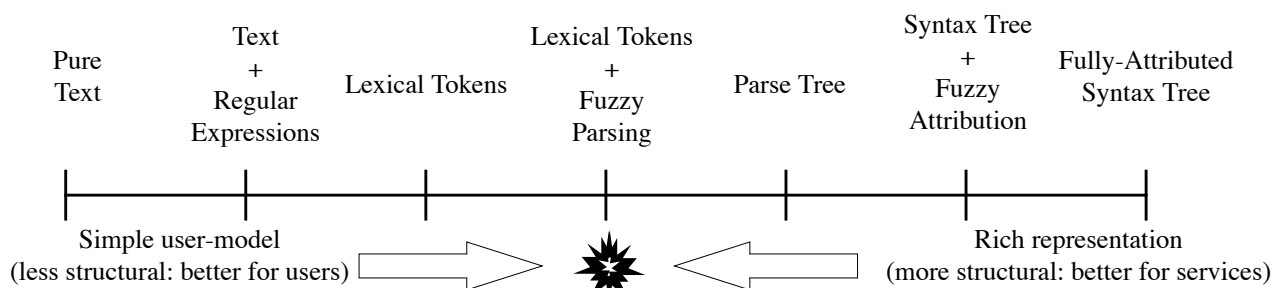 Pure
Text
Text
+
Regular
Expressions
Lexical Tokens
Lexical Tokens
+
Fuzzy
Parsing
Parse Tree
Syntax Tree
+
Fuzzy
Attribution
Fully-Attributed
Syntax Tree
Simple user-model
(less structural: better for users)
Rich representation
(more structural: better for services)